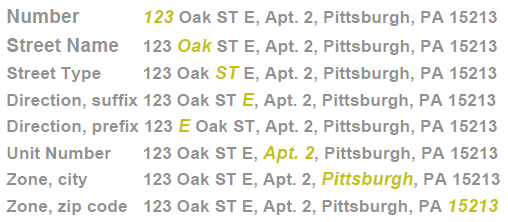 Number 123 Oak ST E, Apt. 2, Pittsburgh, PA 15213
Street Name 123 Oak ST E, Apt. 2, Pittsburgh, PA 15213
Street Type 123 Oak ST E, Apt. 2, Pittsburgh, PA 15213
Direction, suffix 123 Oak ST E, Apt. 2, Pittsburgh, PA 15213
Direction, prefix 123 E Oak ST, Apt. 2, Pittsburgh, PA 15213
Unit Number 123 Oak ST E, Apt. 2, Pittsburgh, PA 15213
Zone, city 123 Oak ST E, Apt. 2, Pittsburgh, PA 15213
Zone, zip code 123 Oak ST E, Apt. 2, Pittsburgh, PA 15213